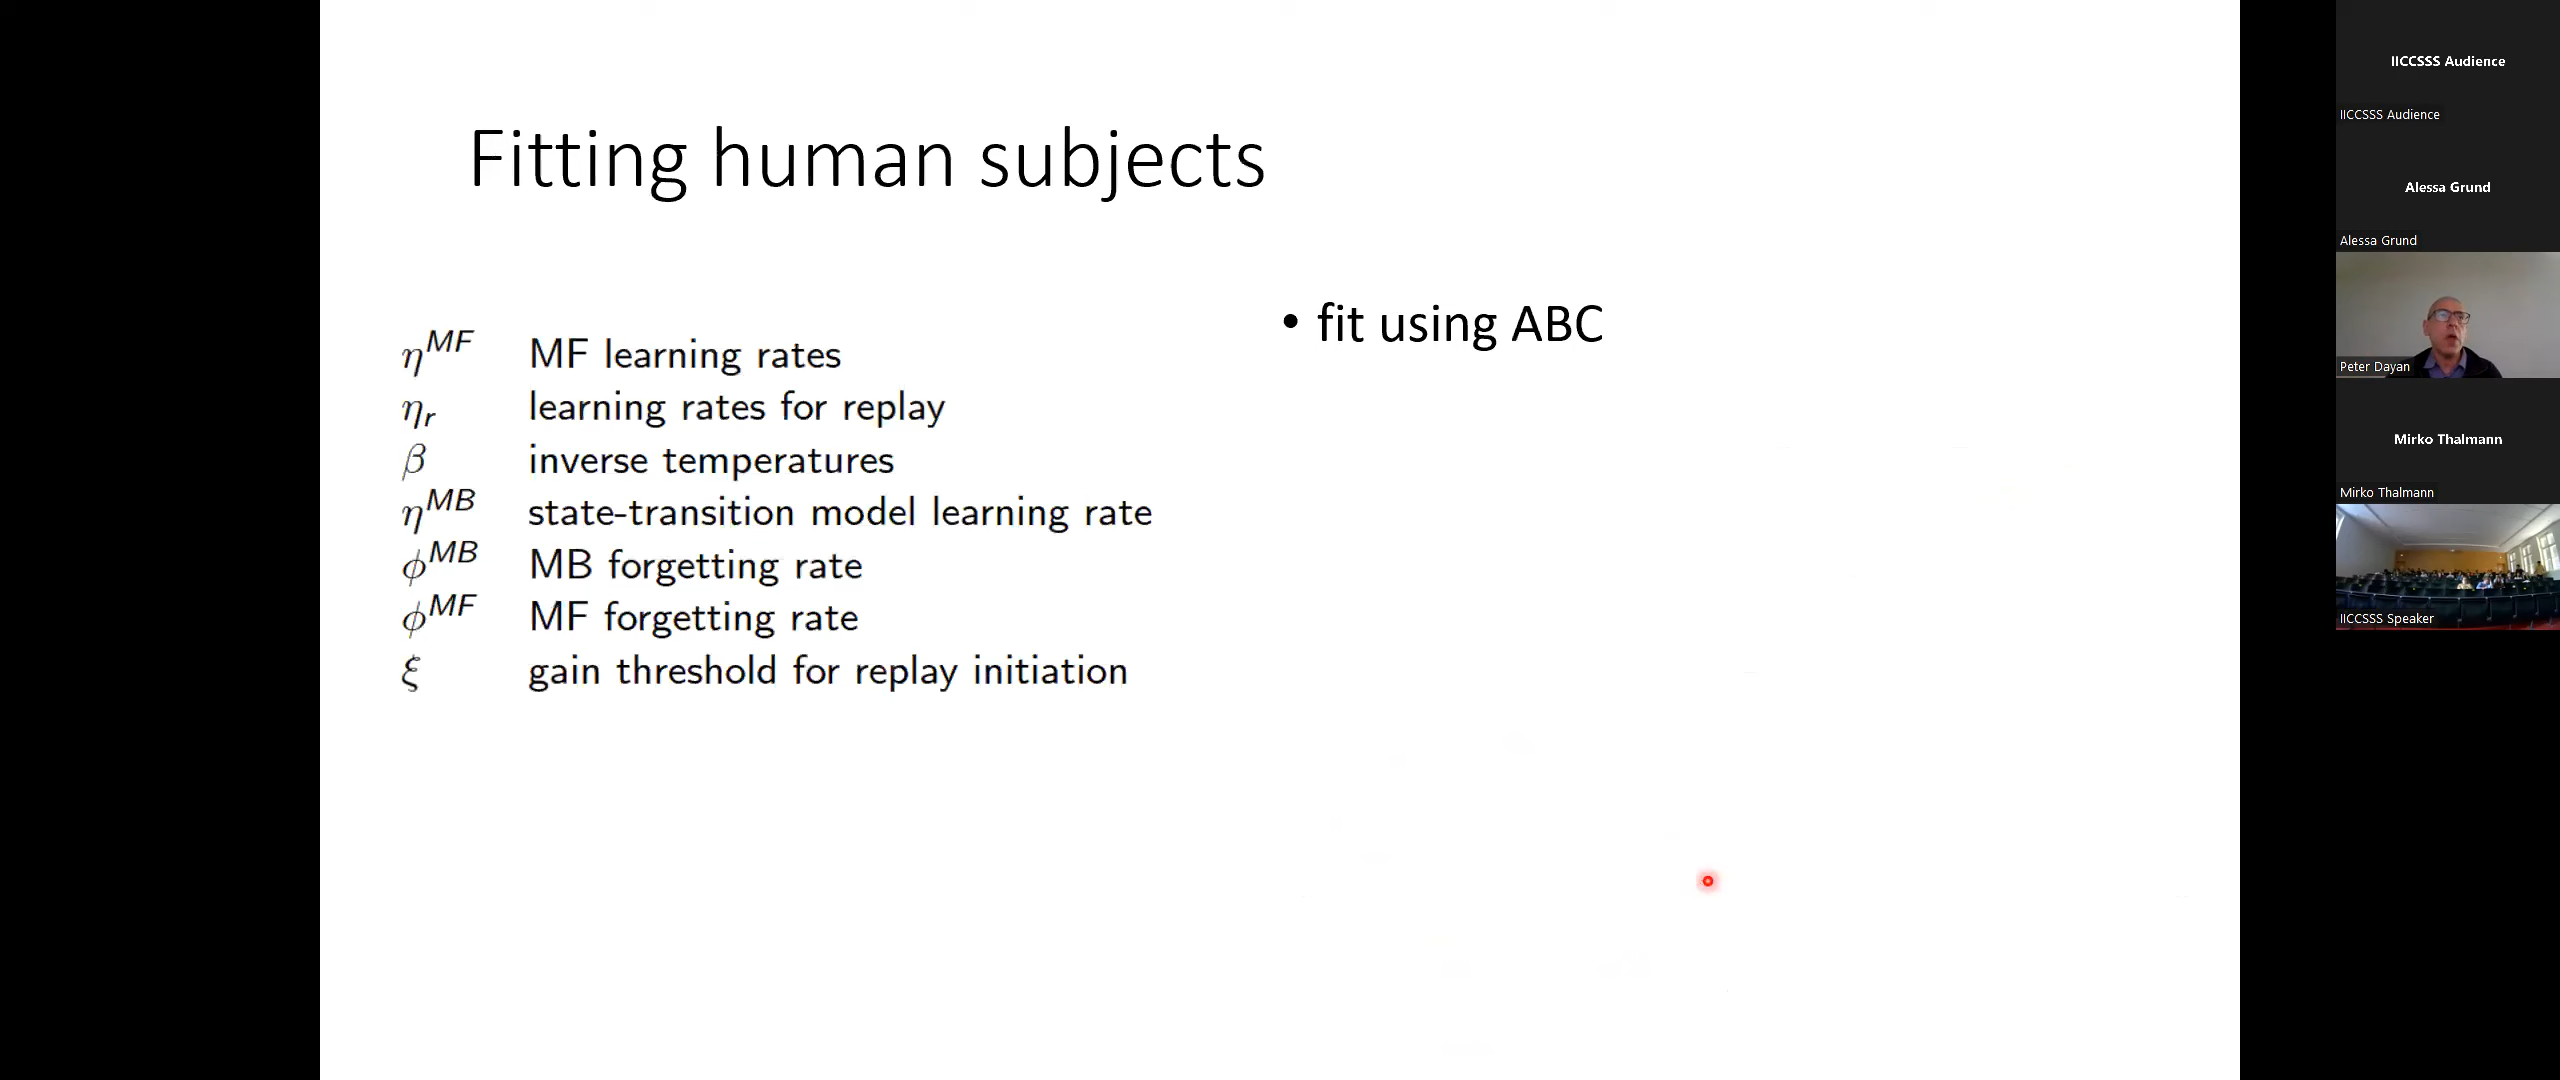 Fitting human subjects
η^MF MF learning rates
η_r learning rates for replay
β inverse temperatures
η^MB state-transition model learning rate
ϕ^MB MB forgetting rate
ϕ^MF MF forgetting rate
ξ gain threshold for replay initiation
• fit using ABC
IICCSSS Audience
IICCSSS Audience
Alessa Grund
Alessa Grund
Peter Dayan
Mirko Thalmann
Mirko Thalmann
IICCSSS Speaker